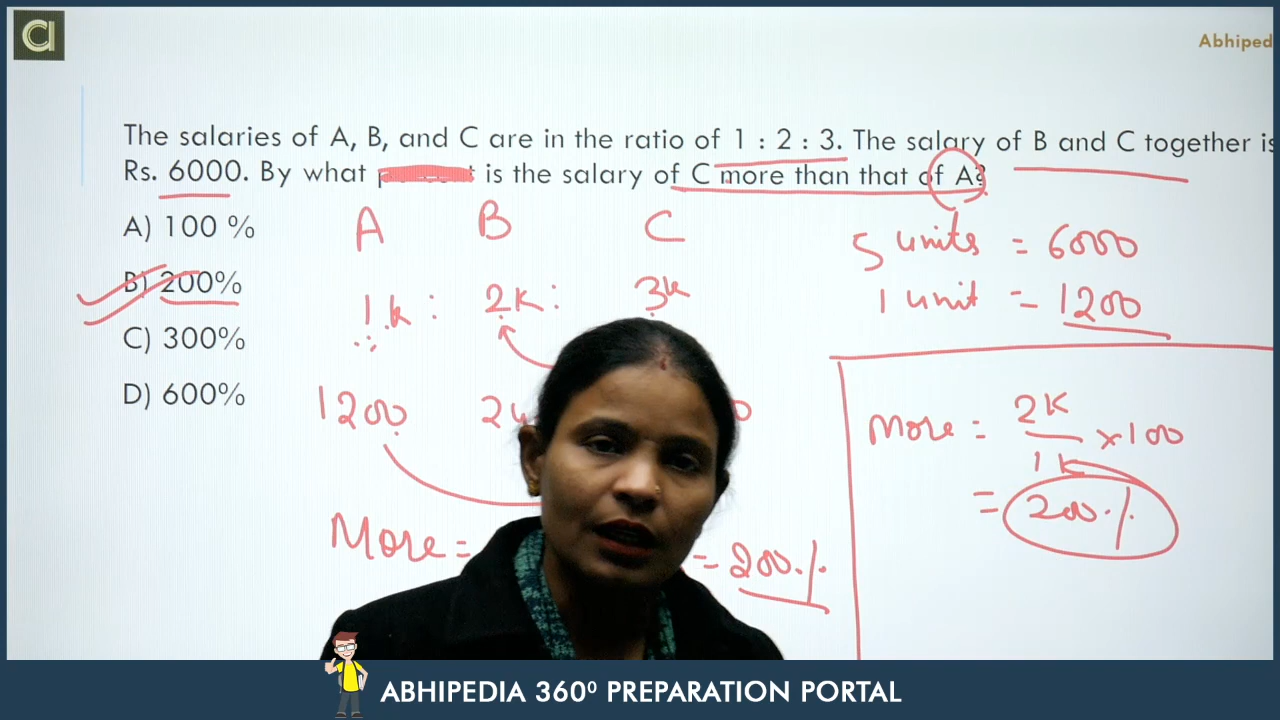 Abhiped
The salaries of A, B, and C are in the ratio of 1 : 2 : 3. The salary of B and C together is
Rs. 6000. By what is the salary of C more than that of A?
A) 100 %
B) 200%
C) 300%
D) 600%
A B C
1k : 2k : 3k
1200
5 units = 6000
1 unit = 1200
More =
= 200%
More = 2k/1k × 100
= 200%
ABHIPEDIA 360⁰ PREPARATION PORTAL